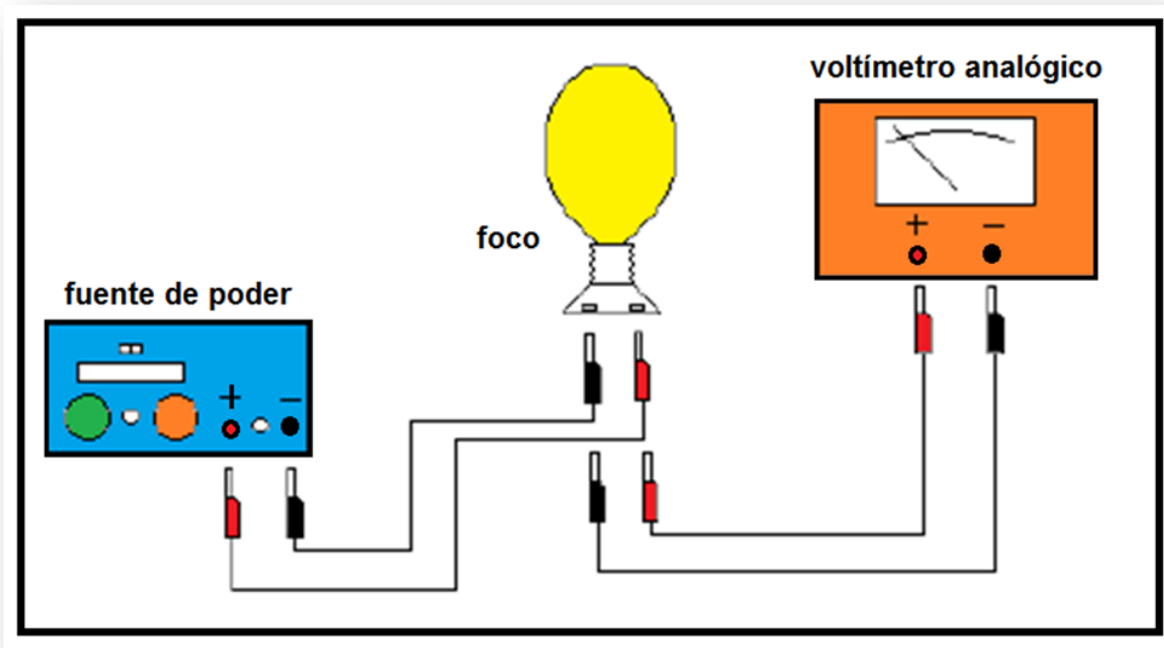 voltímetro analógico
foco
+ −
fuente de poder
+ −